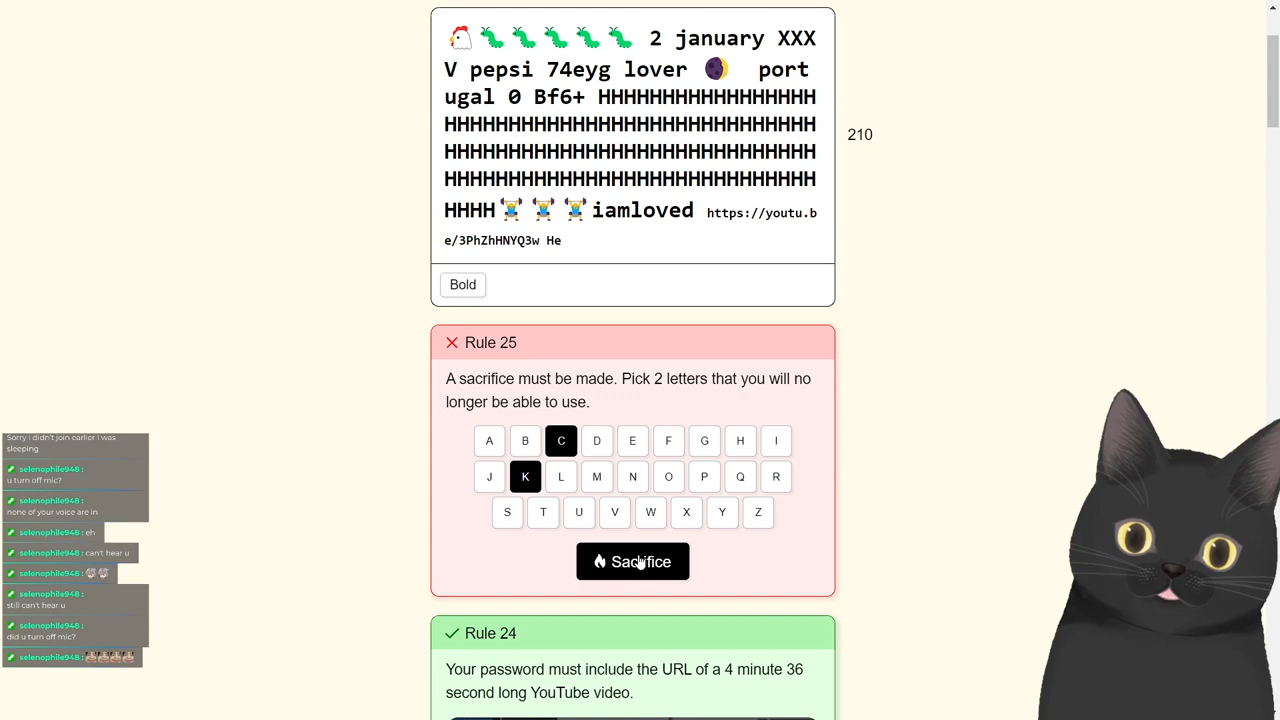 🐔🐛🐛🐛🐛🐛 2 january XXX
V pepsi 74eyg lover 🌒 port
ugal 0 Bf6+ HHHHHHHHHHHHHHHHH
HHHHHHHHHHHHHHHHHHHHHHHHHHHHH
HHHHHHHHHHHHHHHHHHHHHHHHHHHHH
HHHHHHHHHHHHHHHHHHHHHHHHHHHHH
HHHH🏋️‍♂️🏋️‍♂️🏋️‍♂️iamloved https://youtu.b
e/3PhZhHNYQ3w He
210
Bold
Rule 25
A sacrifice must be made. Pick 2 letters that you will no
longer be able to use.
A B C D E F G H I
J K L M N O P Q R
S T U V W X Y Z
Sacrifice
Rule 24
Your password must include the URL of a 4 minute 36
second long YouTube video.
Sorry i didn't join earlior I was
sleeping
selenophile948 :
u turn off mic?
selenophile948 :
none of your voice are in
selenophile948 : eh
selenophile948 : can't hear u
selenophile948 :
selenophile948 :
still can't hear u
selenophile948 :
did u turn off mic?
selenophile948 :